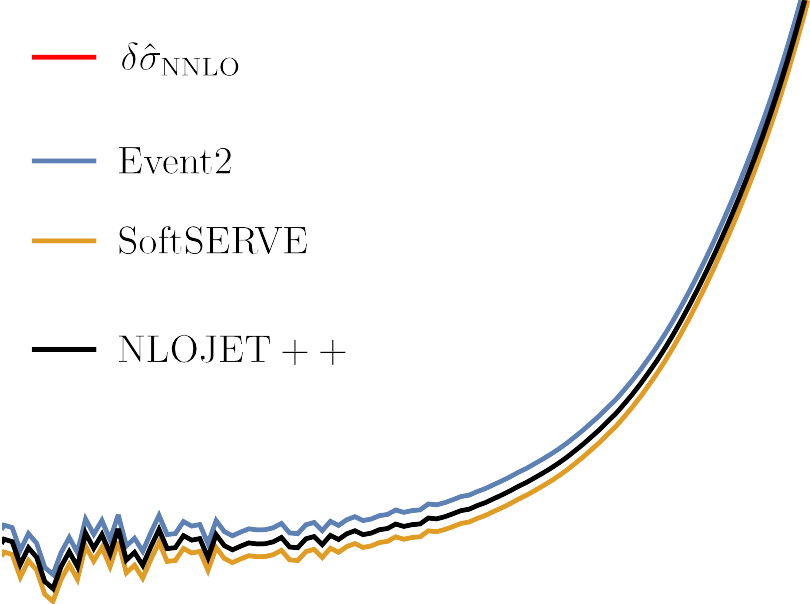 δσ̂_NNLO
Event2
SoftSERVE
NLOJET + +